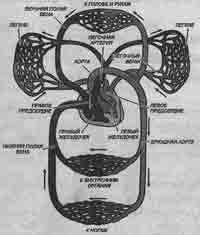 К ГОЛОВЕ И РУКАМ
ВЕРХНЯЯ ПОЛАЯ
ВЕНА
ЛЕГКИЕ
ЛЕГКИЕ
ЛЕГОЧНАЯ
АРТЕРИЯ
ЛЕГОЧНЫЕ
ВЕНЫ
АОРТА
ПРАВОЕ
ПРЕДСЕРДИЕ
ЛЕВОЕ
ПРЕДСЕРДИЕ
ПРАВЫЙ
ЖЕЛУДОЧЕК
ЛЕВЫЙ
ЖЕЛУДОЧЕК
НИЖНЯЯ ПОЛАЯ
ВЕНА
БРЮШНАЯ АОРТА
К ВНУТРЕННИМ
ОРГАНАМ
К НОГАМ